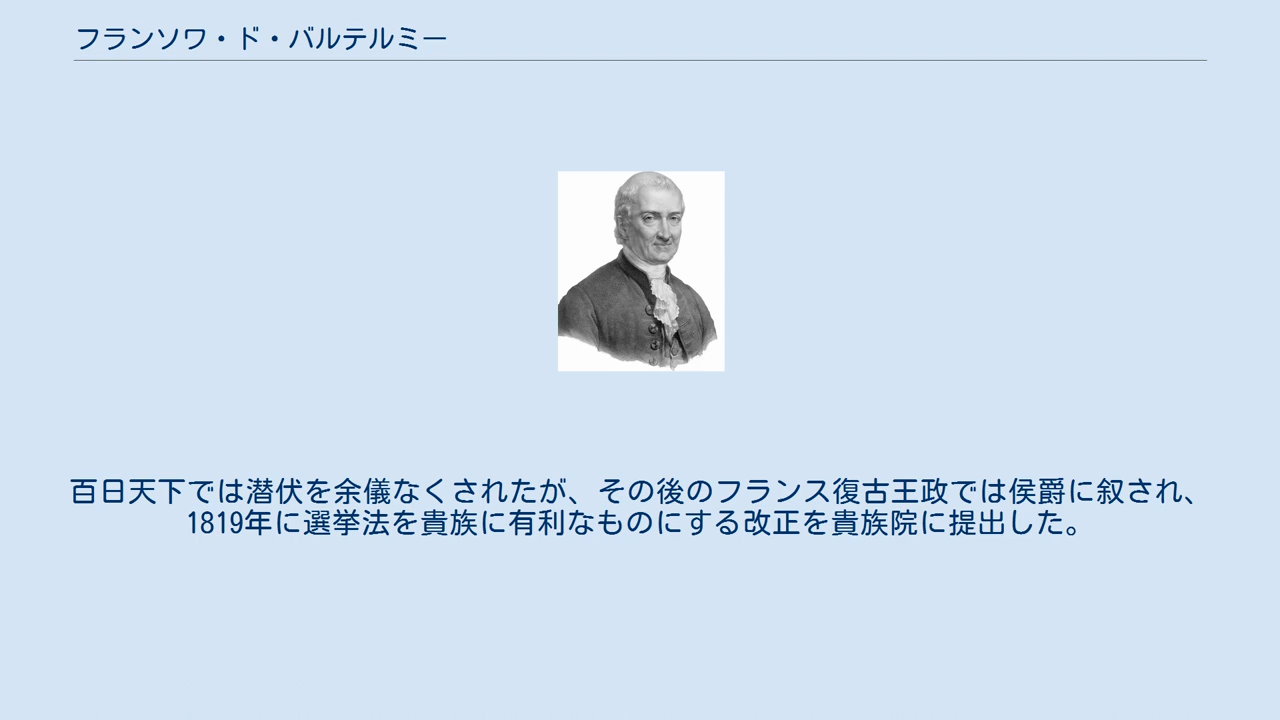 フランソワ・ド・バルテルミー
百日天下では潜伏を余儀なくされたが、その後のフランス復古王政では侯爵に叙され、
1819年に選挙法を貴族に有利なものにする改正を貴族院に提出した。